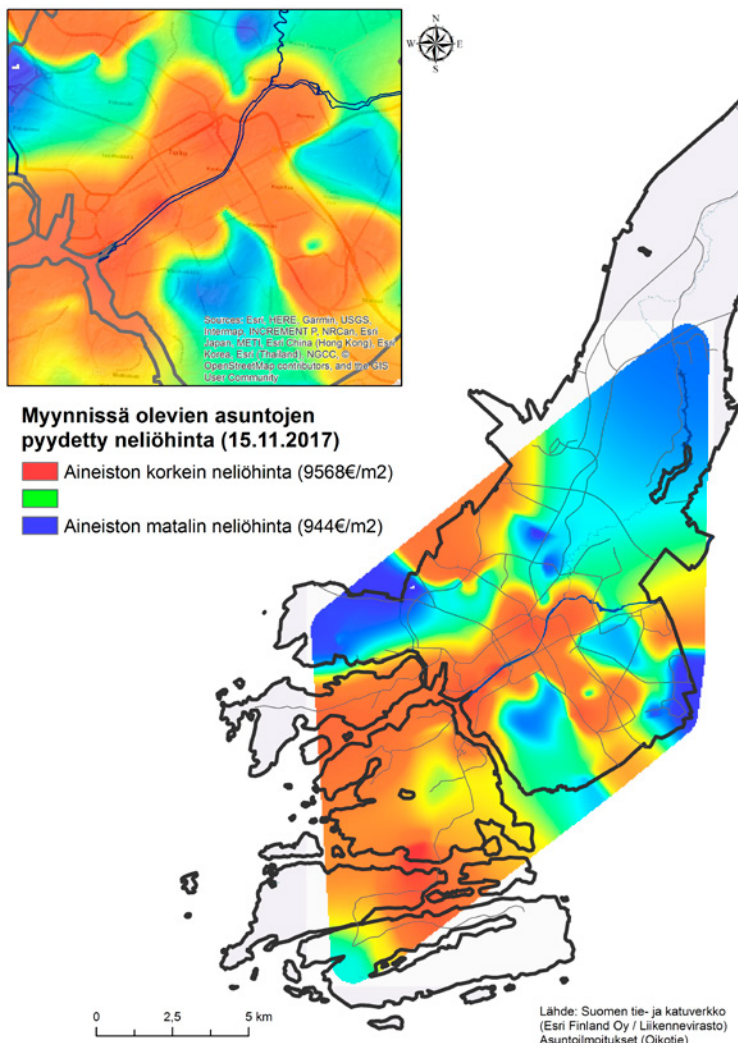 N
W E
S
Turku
Sources: Esri, HERE, Garmin, USGS,
Intermap, INCREMENT P, NRCan, Esri
Japan, METI, Esri China (Hong Kong), Esri
Korea, Esri (Thailand), NGCC, ©
OpenStreetMap contributors, and the GIS
User Community
Myynnissä olevien asuntojen
pyydetty neliöhinta (15.11.2017)
Aineiston korkein neliöhinta (9568€/m2)
Aineiston matalin neliöhinta (944€/m2)
0 2,5 5 km
Lähde: Suomen tie- ja katuverkko
(Esri Finland Oy / Liikennevirasto)
Asuntoilmoitukset (Oikotie)